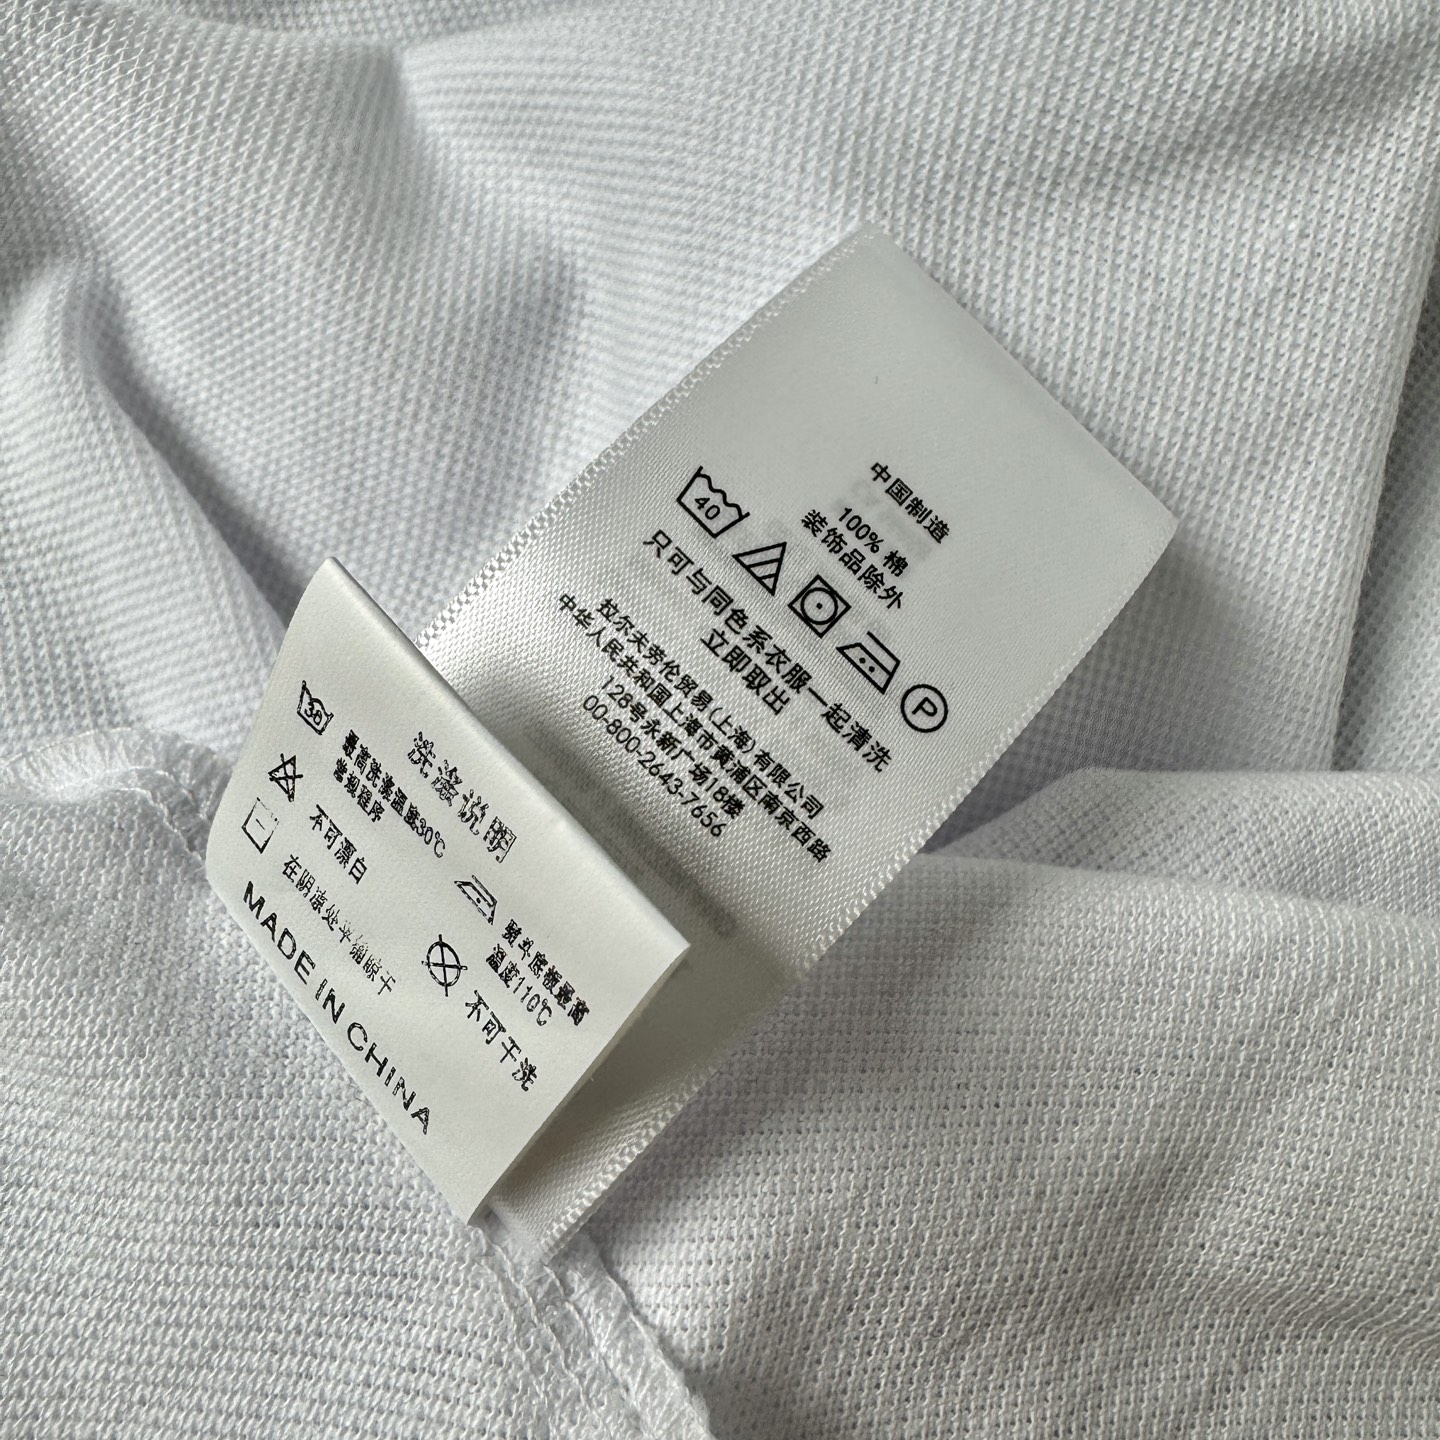 中国制造
100% 棉
装饰品除外
40
P
只可与同色系衣服一起清洗
立即取出
拉尔夫劳伦贸易(上海)有限公司
中华人民共和国上海市黄浦区南京西路
128号永新广场18楼
00-800-2643-7656
洗涤说明
30
最高洗涤温度30℃
常规程序
不可漂白
熨斗底板最高
温度110℃
在阴凉处平摊晾干
不可干洗
MADE IN CHINA